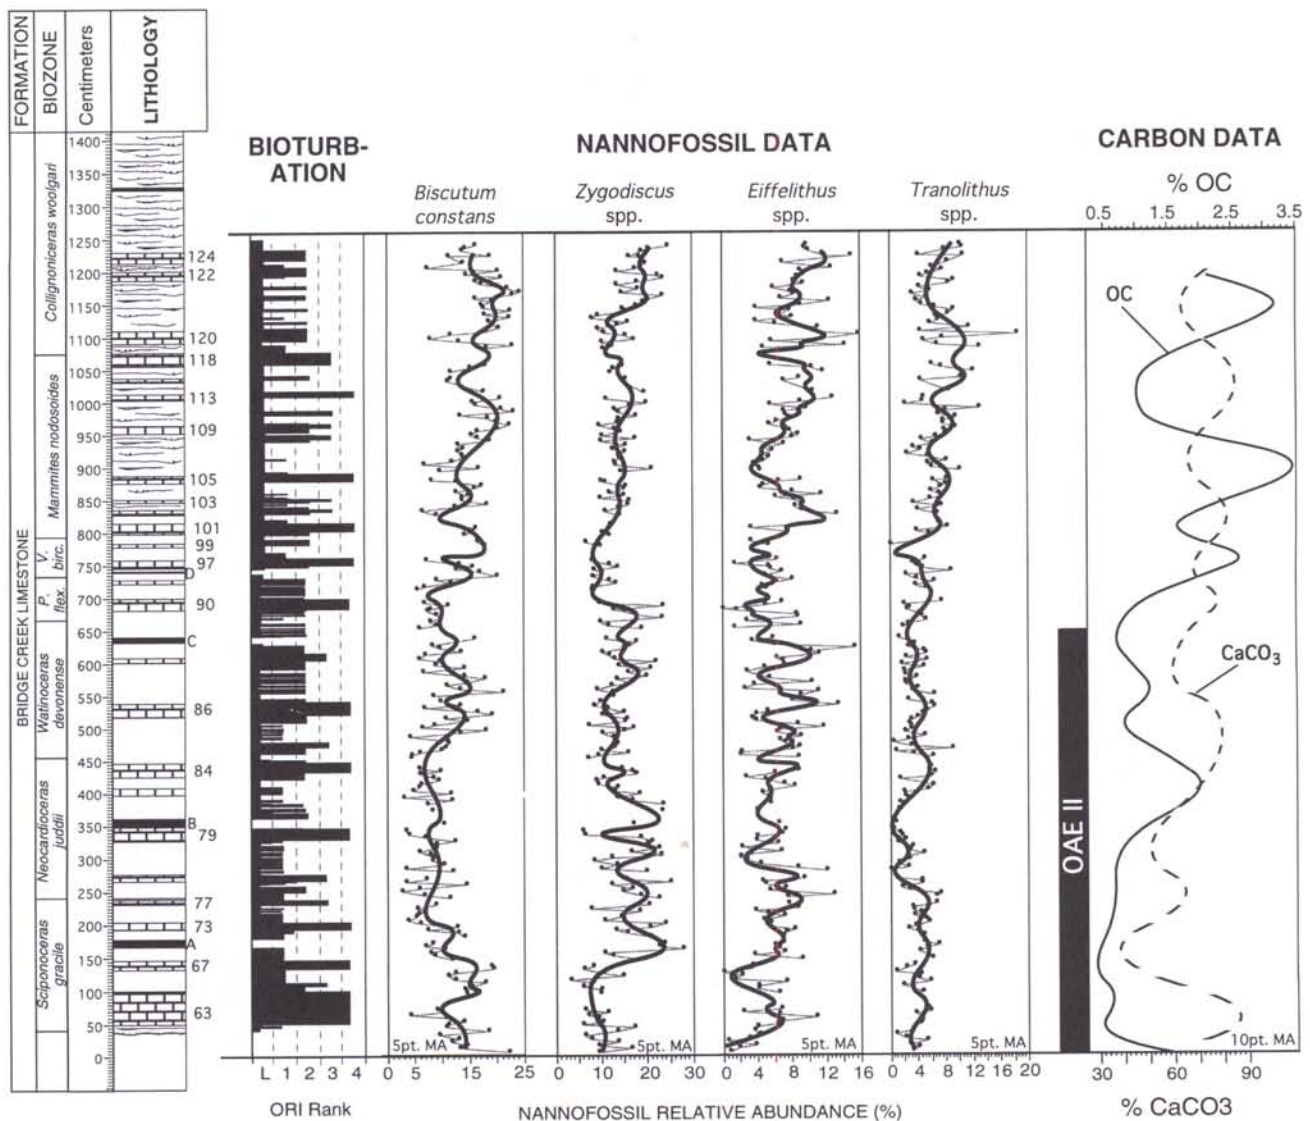 FORMATION
BIOZONE
Centimeters
LITHOLOGY
BRIDGE CREEK LIMESTONE
Collignoniceras woolgari
Mammites nodosoides
V.
birc.
P.
flex.
Watinoceras
devonense
Neocardioceras
juddii
Sciponoceras
gracile
1400
1350
1300
1250
1200
1150
1100
1050
1000
950
900
850
800
750
700
650
600
550
500
450
400
350
300
250
200
150
100
50
0
124
122
120
118
113
109
105
103
101
99
97
D
90
C
86
84
B
79
77
73
A
67
63
BIOTURB-
ATION
L 1 2 3 4
ORI Rank
NANNOFOSSIL DATA
Biscutum
constans
Zygodiscus
spp.
Eiffelithus
spp.
Tranolithus
spp.
5pt. MA
5pt. MA
5pt. MA
5pt. MA
0 5 15 25
0 10 20 30
0 4 8 12 16
0 4 8 12 16 20
NANNOFOSSIL RELATIVE ABUNDANCE (%)
CARBON DATA
% OC
0.5 1.5 2.5 3.5
OC
CaCO3
OAE II
10pt. MA
30 50 70 90
% CaCO3